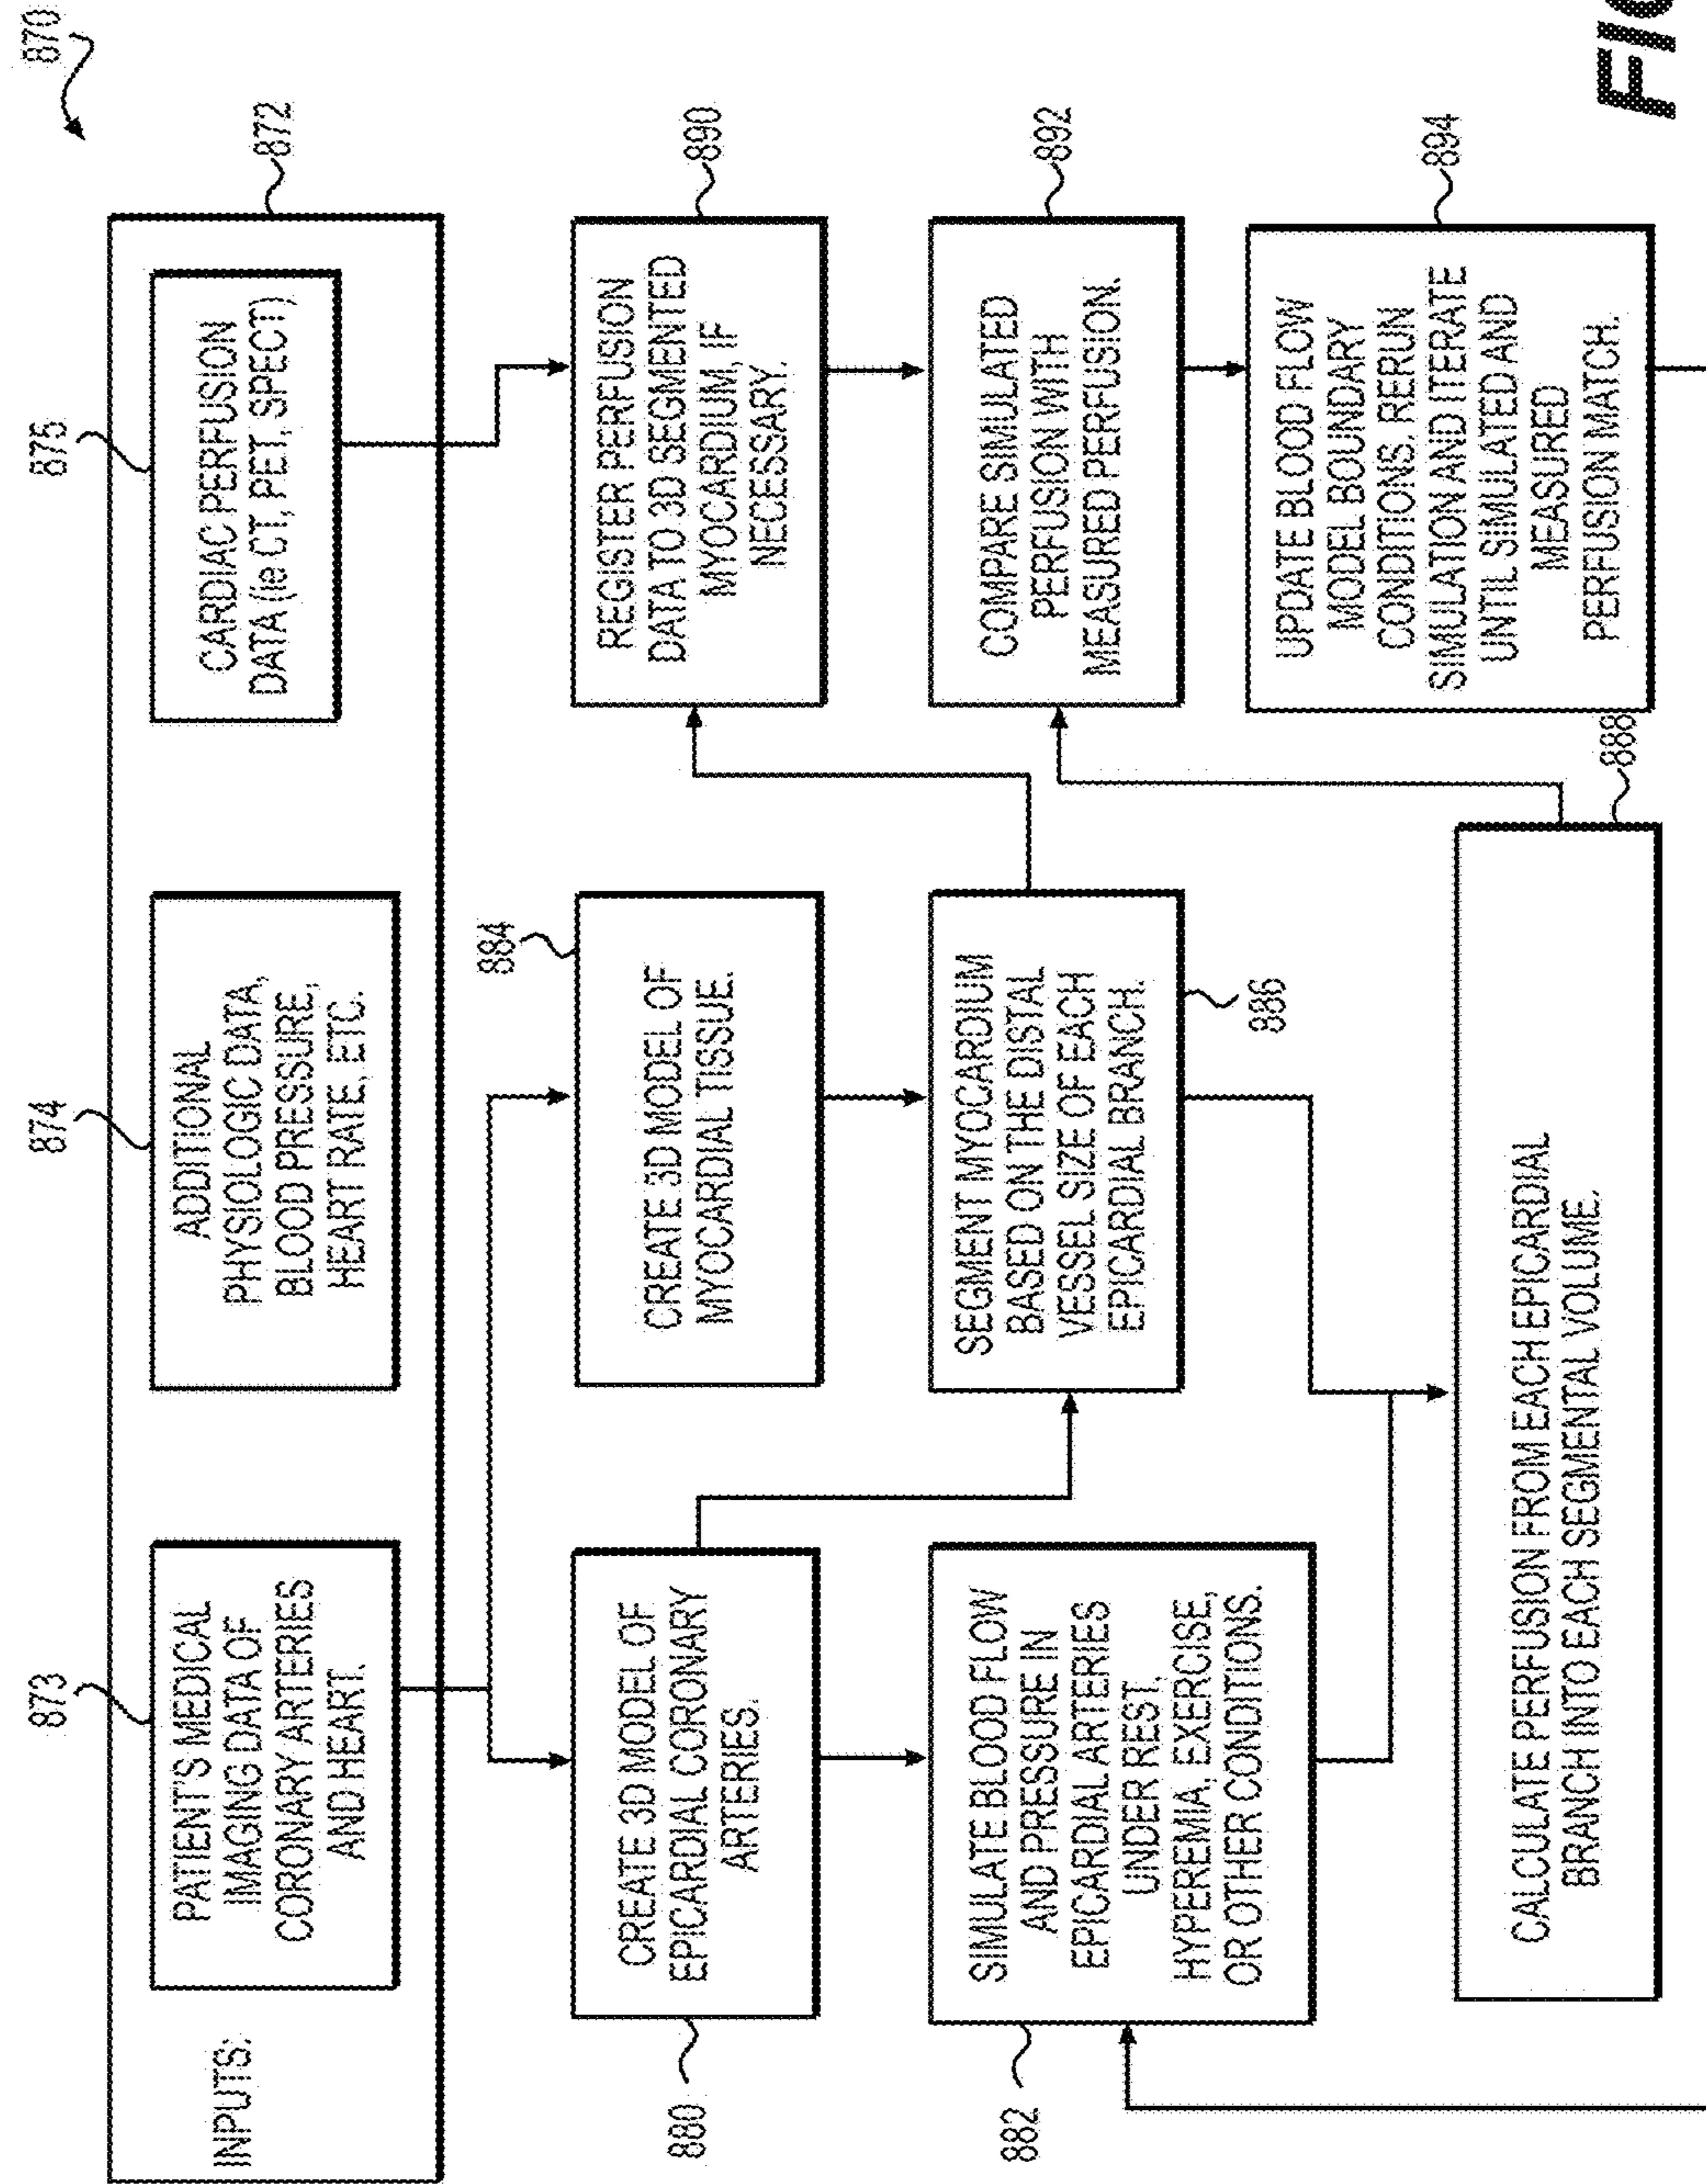 870
872
INPUTS:
873
PATIENT'S MEDICAL
IMAGING DATA OF
CORONARY ARTERIES
AND HEART.
874
ADDITIONAL
PHYSIOLOGIC DATA,
BLOOD PRESSURE,
HEART RATE, ETC.
875
CARDIAC PERFUSION
DATA (ie CT, PET, SPECT)
880
CREATE 3D MODEL OF
EPICARDIAL CORONARY
ARTERIES.
884
CREATE 3D MODEL OF
MYOCARDIAL TISSUE.
890
REGISTER PERFUSION
DATA TO 3D SEGMENTED
MYOCARDIUM, IF
NECESSARY.
882
SIMULATE BLOOD FLOW
AND PRESSURE IN
EPICARDIAL ARTERIES
UNDER REST,
HYPEREMIA, EXERCISE,
OR OTHER CONDITIONS.
SEGMENT MYOCARDIUM
BASED ON THE DISTAL
VESSEL SIZE OF EACH
EPICARDIAL BRANCH.
886
892
COMPARE SIMULATED
PERFUSION WITH
MEASURED PERFUSION.
894
UPDATE BLOOD FLOW
MODEL BOUNDARY
CONDITIONS. RERUN
SIMULATION AND ITERATE
UNTIL SIMULATED AND
MEASURED
PERFUSION MATCH.
888
CALCULATE PERFUSION FROM EACH EPICARDIAL
BRANCH INTO EACH SEGMENTAL VOLUME.